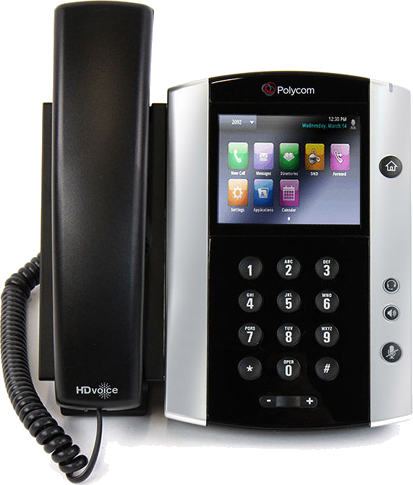 Polycom
2092
12:30 PM
Wednesday, March 14
New Call Messages Directories DND Forward
Settings Applications Calendar
1 ABC 2 DEF 3
GHI 4 JKL 5 MNO 6
PQRS 7 TUV 8 WXYZ 9
* OPER 0 #
- +
HDvoice